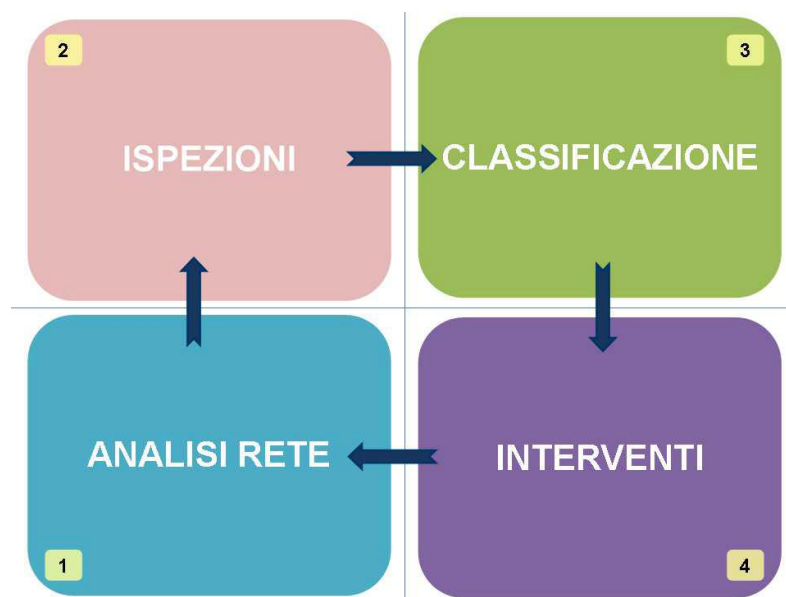 2
ISPEZIONI
3
CLASSIFICAZIONE
ANALISI RETE
1
INTERVENTI
4